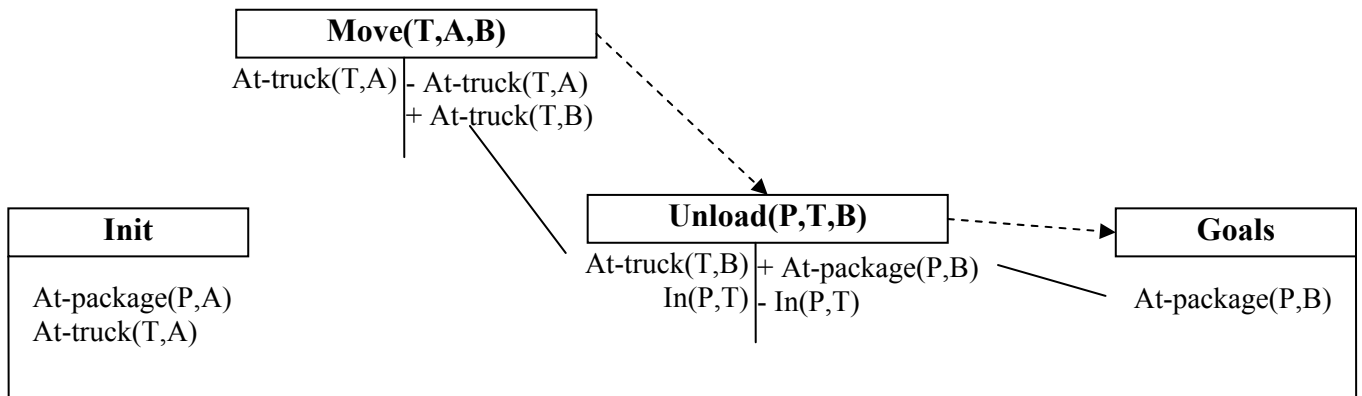 Move(T,A,B)
At-truck(T,A)
- At-truck(T,A)
+ At-truck(T,B)
Init
At-package(P,A)
At-truck(T,A)
Unload(P,T,B)
At-truck(T,B)
In(P,T)
+ At-package(P,B)
- In(P,T)
Goals
At-package(P,B)